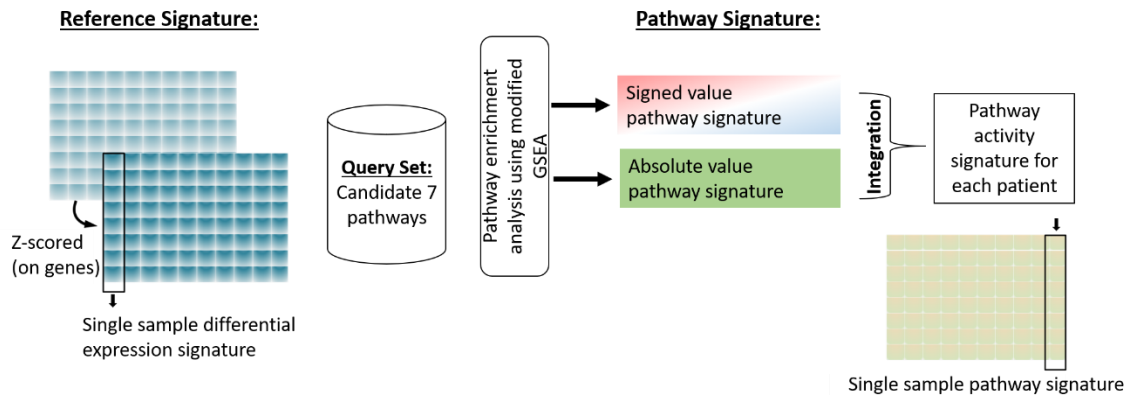 Reference Signature:
Z-scored
(on genes)
Single sample differential
expression signature
Query Set:
Candidate 7
pathways
Pathway enrichment
analysis using modified
GSEA
Pathway Signature:
Signed value
pathway signature
Absolute value
pathway signature
Integration
Pathway
activity
signature for
each patient
Single sample pathway signature